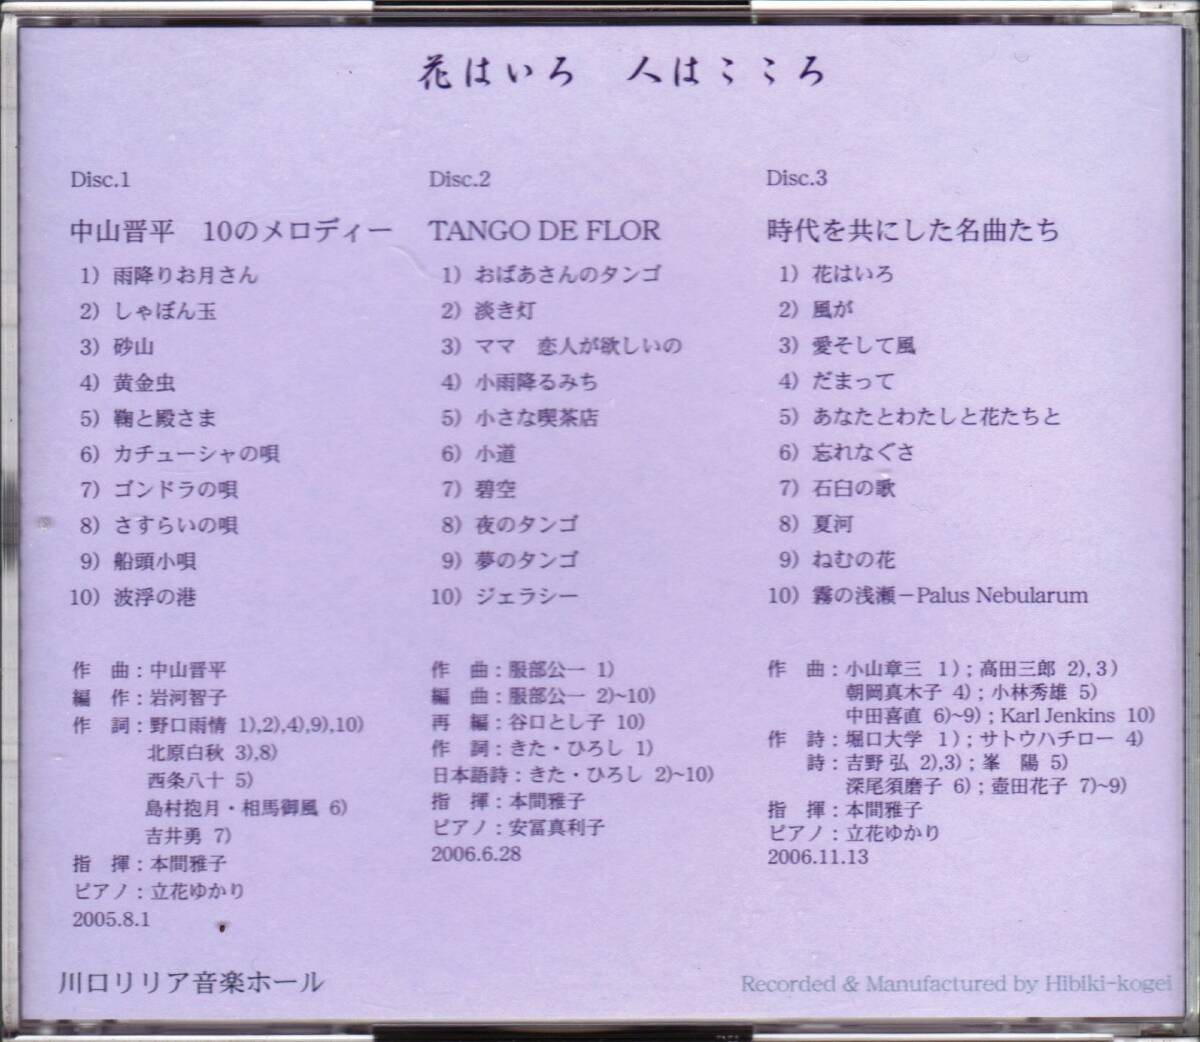 花はいろ　人はこころ
Disc.1
中山晋平　10のメロディー
1）雨降りお月さん
2）しゃぼん玉
3）砂山
4）黄金虫
5）鞠と殿さま
6）カチューシャの唄
7）ゴンドラの唄
8）さすらいの唄
9）船頭小唄
10）波浮の港
作　曲：中山晋平
編　作：岩河智子
作　詞：野口雨情 1),2),4),9),10)
北原白秋 3),8)
西条八十 5)
島村抱月・相馬御風 6)
吉井勇 7)
指　揮：本間雅子
ピアノ：立花ゆかり
2005.8.1
Disc.2
TANGO DE FLOR
1）おばあさんのタンゴ
2）淡き灯
3）ママ　恋人が欲しいの
4）小雨降るみち
5）小さな喫茶店
6）小道
7）碧空
8）夜のタンゴ
9）夢のタンゴ
10）ジェラシー
作　曲：服部公一 1)
編　曲：服部公一 2)~10)
再　編：谷口とし子 10)
作　詞：きた・ひろし 1)
日本語詩：きた・ひろし 2)~10)
指　揮：本間雅子
ピアノ：安冨真利子
2006.6.28
Disc.3
時代を共にした名曲たち
1）花はいろ
2）風が
3）愛そして風
4）だまって
5）あなたとわたしと花たちと
6）忘れなぐさ
7）石臼の歌
8）夏河
9）ねむの花
10）霧の浅瀬－Palus Nebularum
作　曲：小山章三 1)；高田三郎 2),3)
朝岡真木子 4)；小林秀雄 5)
中田喜直 6)~9)；Karl Jenkins 10)
作　詩：堀口大学 1)；サトウハチロー 4)
詩：吉野 弘 2),3)；峯　陽 5)
深尾須磨子 6)；壺田花子 7)~9)
指　揮：本間雅子
ピアノ：立花ゆかり
2006.11.13
川口リリア音楽ホール
Recorded & Manufactured by Hibiki-kogei